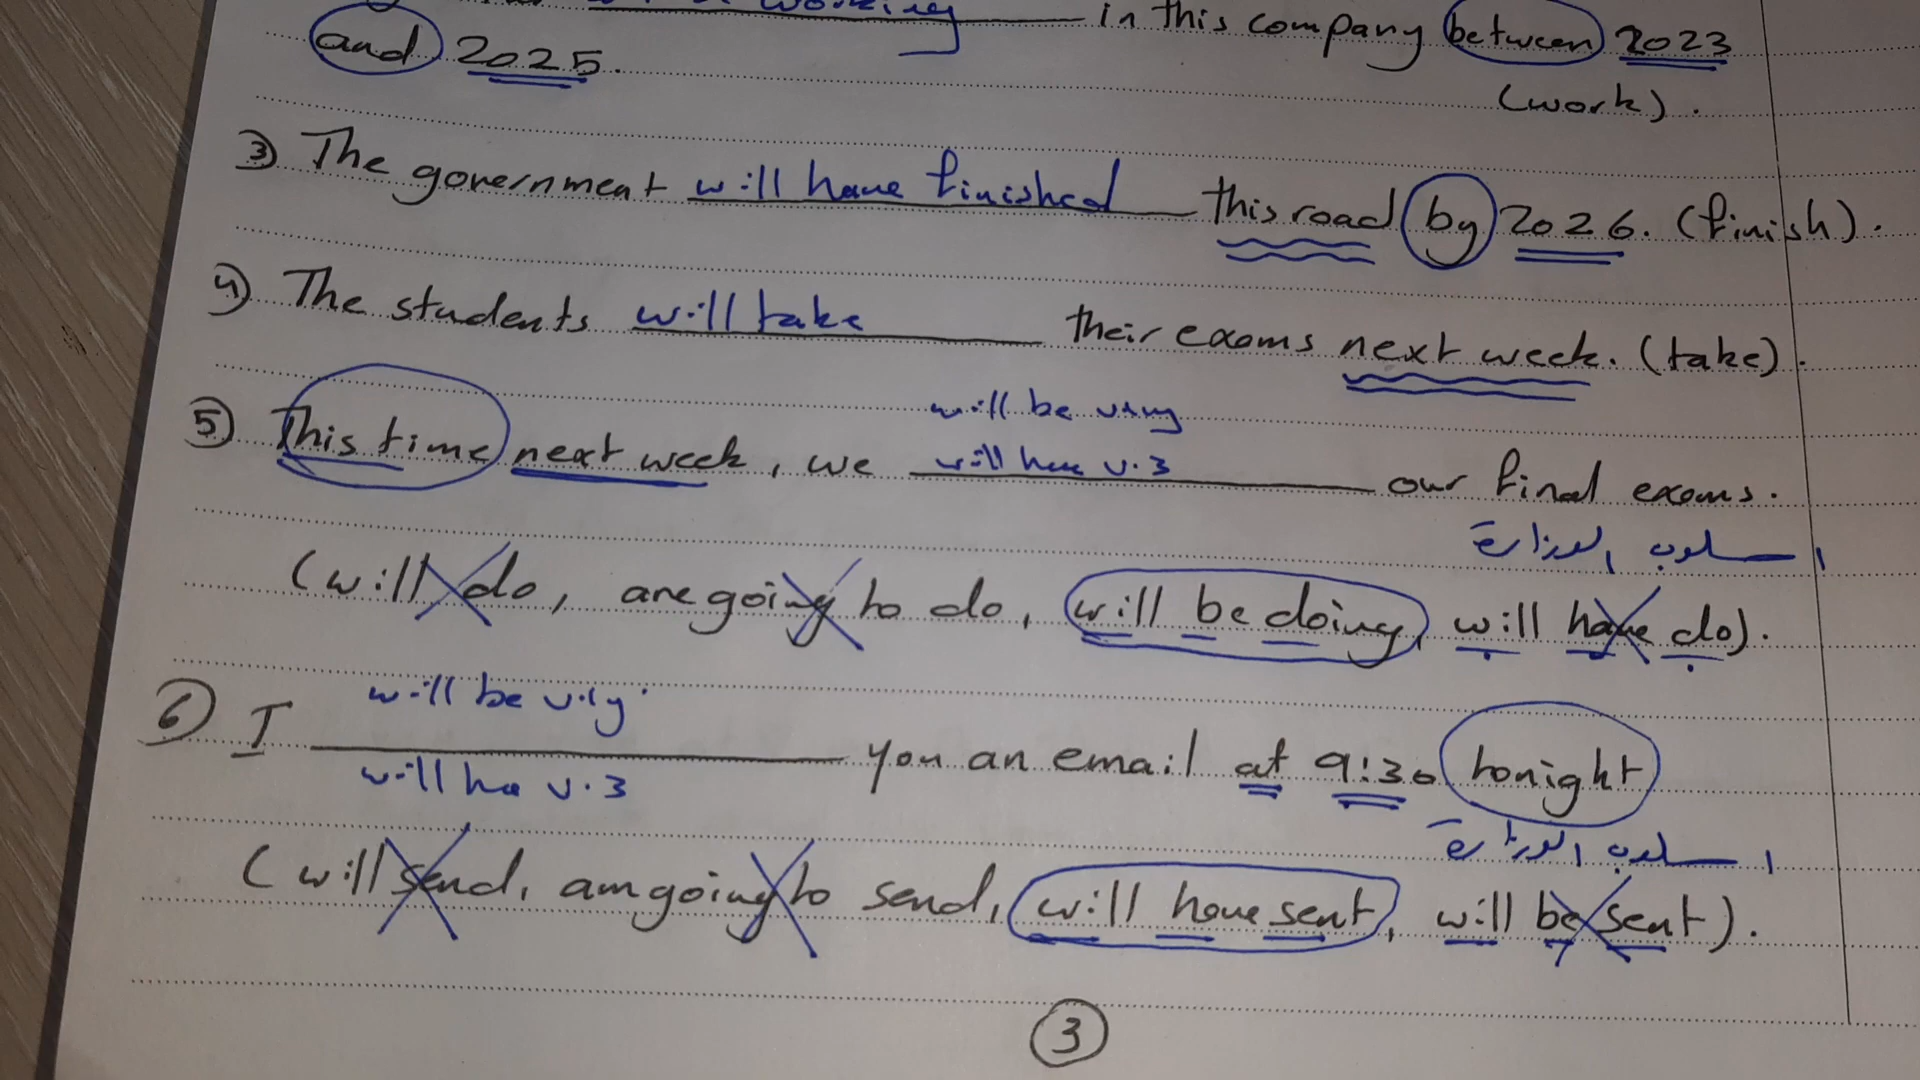 working in this company between 2023
and 2025.
(work).
3) The government will have finished this road by 2026. (finish).
4) The students will take their exams next week. (take).
will be v.ing
5) This time next week, we will have v.3 our final exams.
اسلوب الوزارة
(will do, are going to do, will be doing, will have do).
will be v.ing
6) I you an email at 9:30 tonight
will have v.3
اسلوب الوزارة
(will send, am going to send, will have sent, will be sent).
3